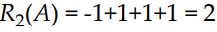 R₂(A) = -1+1+1+1 = 2